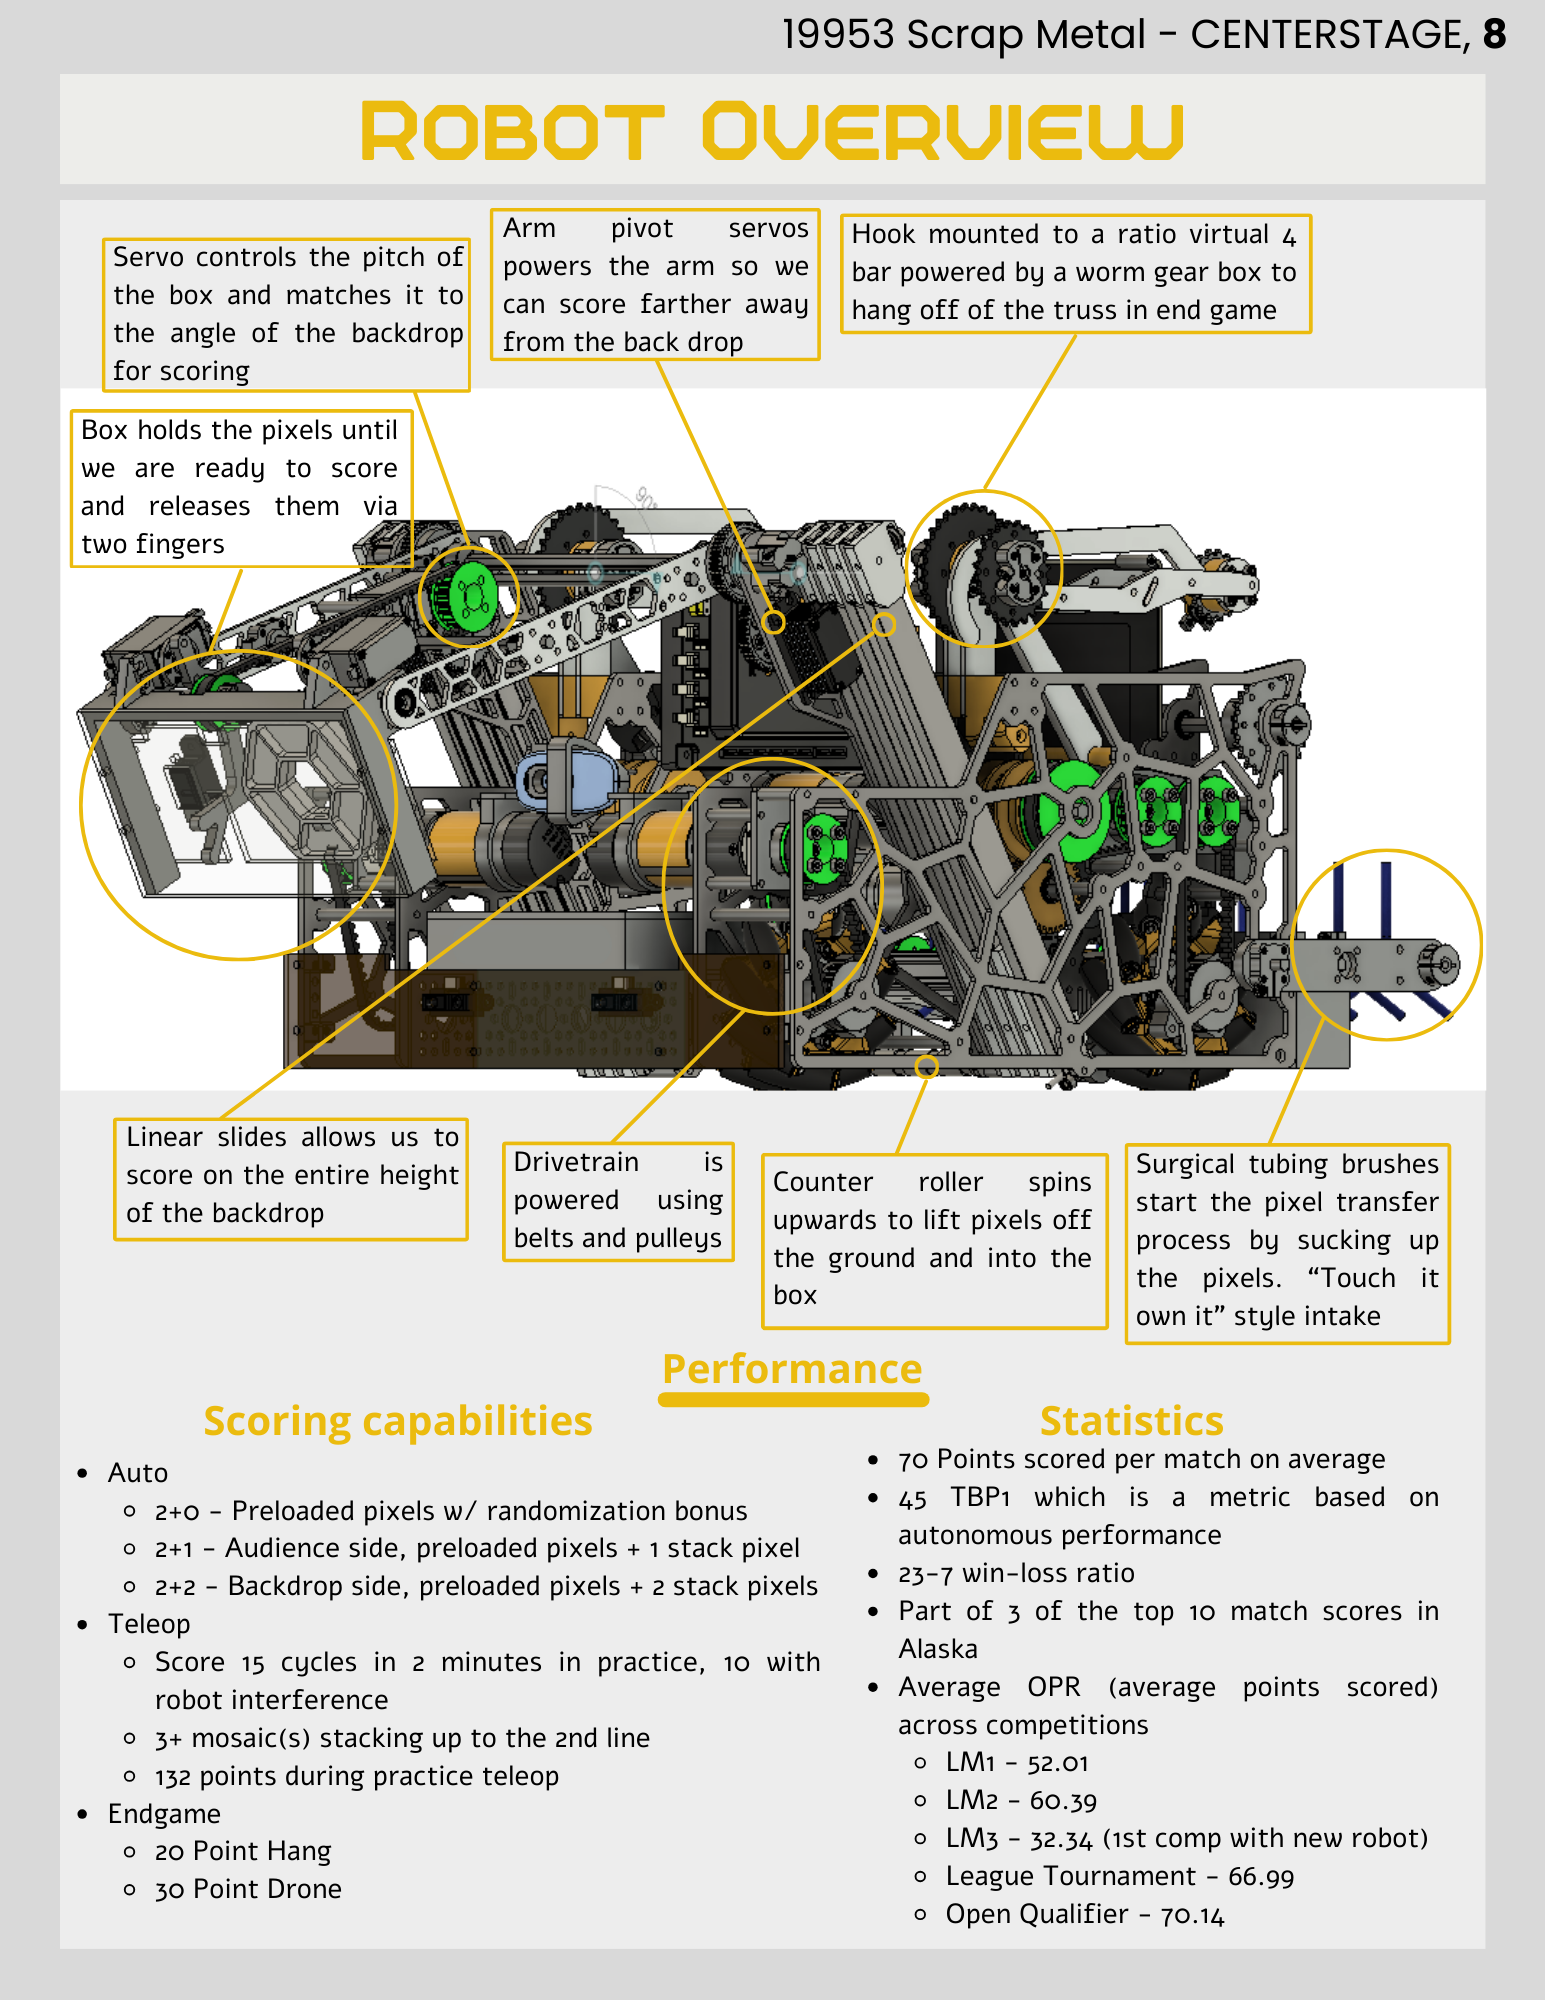 19953 Scrap Metal - CENTERSTAGE, 8
ROBOT OVERVIEW
Servo controls the pitch of
the box and matches it to
the angle of the backdrop
for scoring
Arm pivot servos
powers the arm so we
can score farther away
from the back drop
Hook mounted to a ratio virtual 4
bar powered by a worm gear box to
hang off of the truss in end game
Box holds the pixels until
we are ready to score
and releases them via
two fingers
90°
Linear slides allows us to
score on the entire height
of the backdrop
Drivetrain is
powered using
belts and pulleys
Counter roller spins
upwards to lift pixels off
the ground and into the
box
Surgical tubing brushes
start the pixel transfer
process by sucking up
the pixels. “Touch it
own it” style intake
Performance
Scoring capabilities
• Auto
◦ 2+0 – Preloaded pixels w/ randomization bonus
◦ 2+1 – Audience side, preloaded pixels + 1 stack pixel
◦ 2+2 – Backdrop side, preloaded pixels + 2 stack pixels
• Teleop
◦ Score 15 cycles in 2 minutes in practice, 10 with
robot interference
◦ 3+ mosaic(s) stacking up to the 2nd line
◦ 132 points during practice teleop
• Endgame
◦ 20 Point Hang
◦ 30 Point Drone
Statistics
• 70 Points scored per match on average
• 45 TBP1 which is a metric based on
autonomous performance
• 23-7 win-loss ratio
• Part of 3 of the top 10 match scores in
Alaska
• Average OPR (average points scored)
across competitions
◦ LM1 – 52.01
◦ LM2 – 60.39
◦ LM3 – 32.34 (1st comp with new robot)
◦ League Tournament – 66.99
◦ Open Qualifier – 70.14